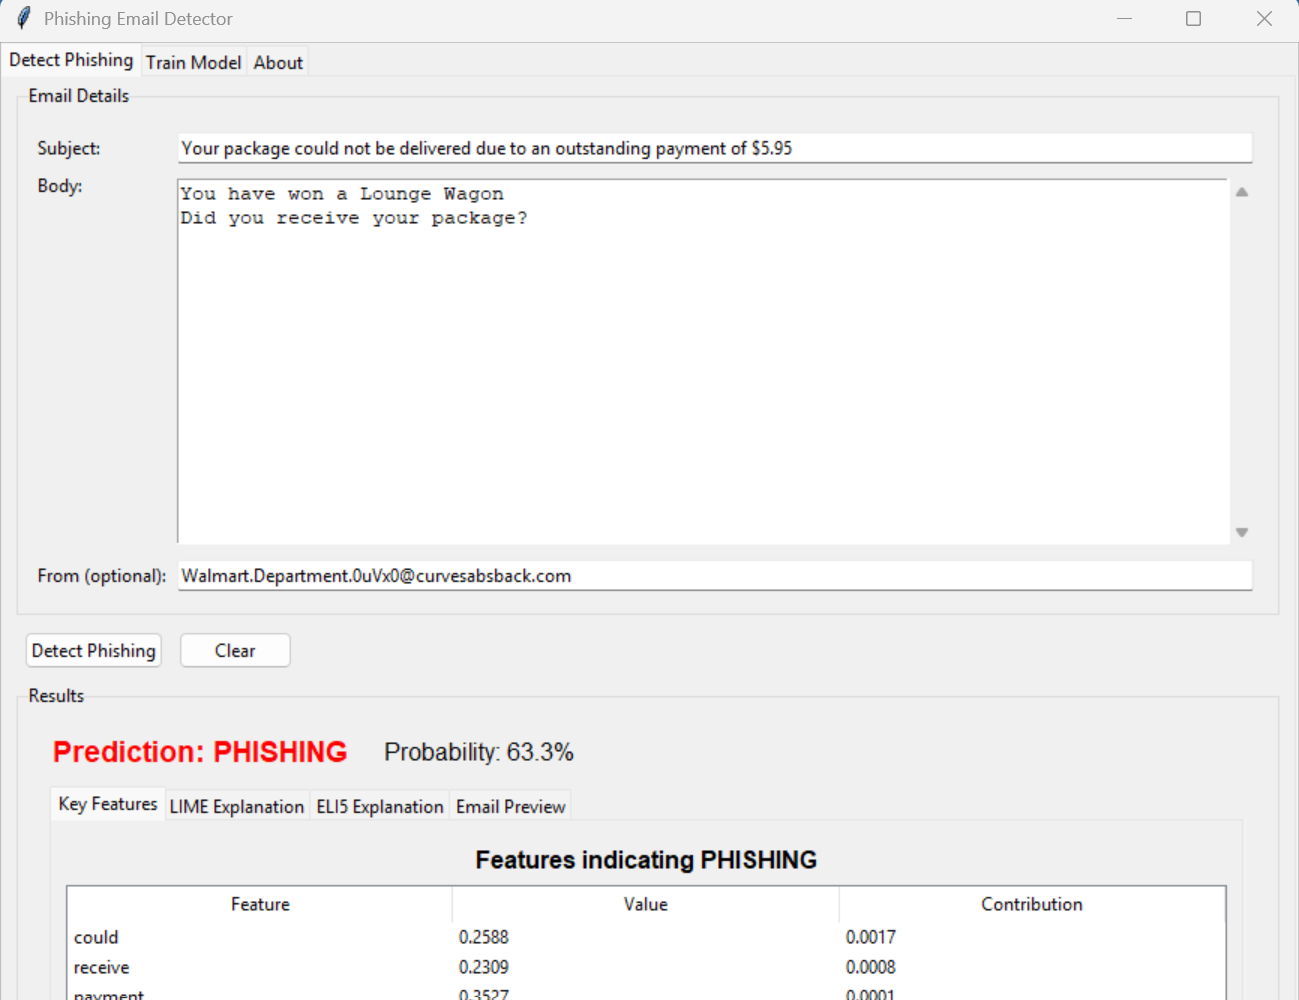 Phishing Email Detector
Detect Phishing Train Model About
Email Details
Subject: Your package could not be delivered due to an outstanding payment of $5.95
Body: You have won a Lounge Wagon
Did you receive your package?
From (optional): Walmart.Department.0uVx0@curvesabsback.com
Detect Phishing Clear
Results
Prediction: PHISHING Probability: 63.3%
Key Features LIME Explanation ELI5 Explanation Email Preview
Features indicating PHISHING
Feature Value Contribution
could 0.2588 0.0017
receive 0.2309 0.0008
payment 0.3527 0.0001